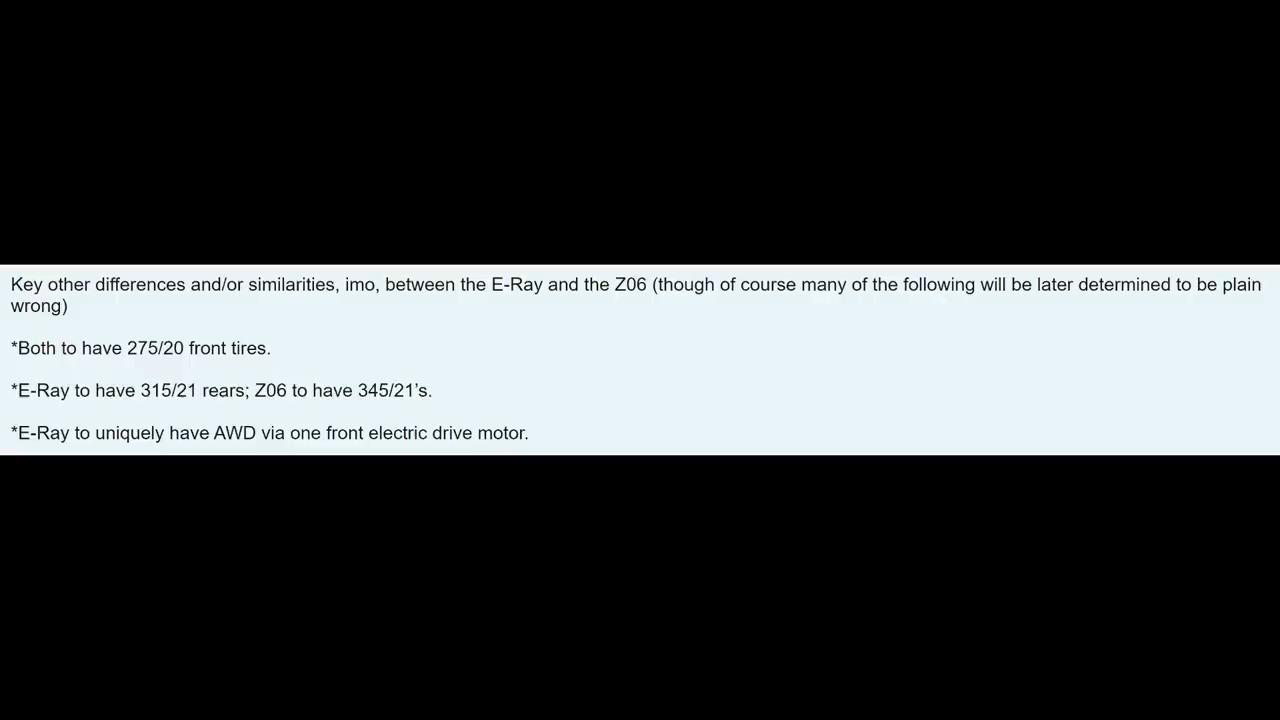 Key other differences and/or similarities, imo, between the E-Ray and the Z06 (though of course many of the following will be later determined to be plain
wrong)
*Both to have 275/20 front tires.
*E-Ray to have 315/21 rears; Z06 to have 345/21’s.
*E-Ray to uniquely have AWD via one front electric drive motor.